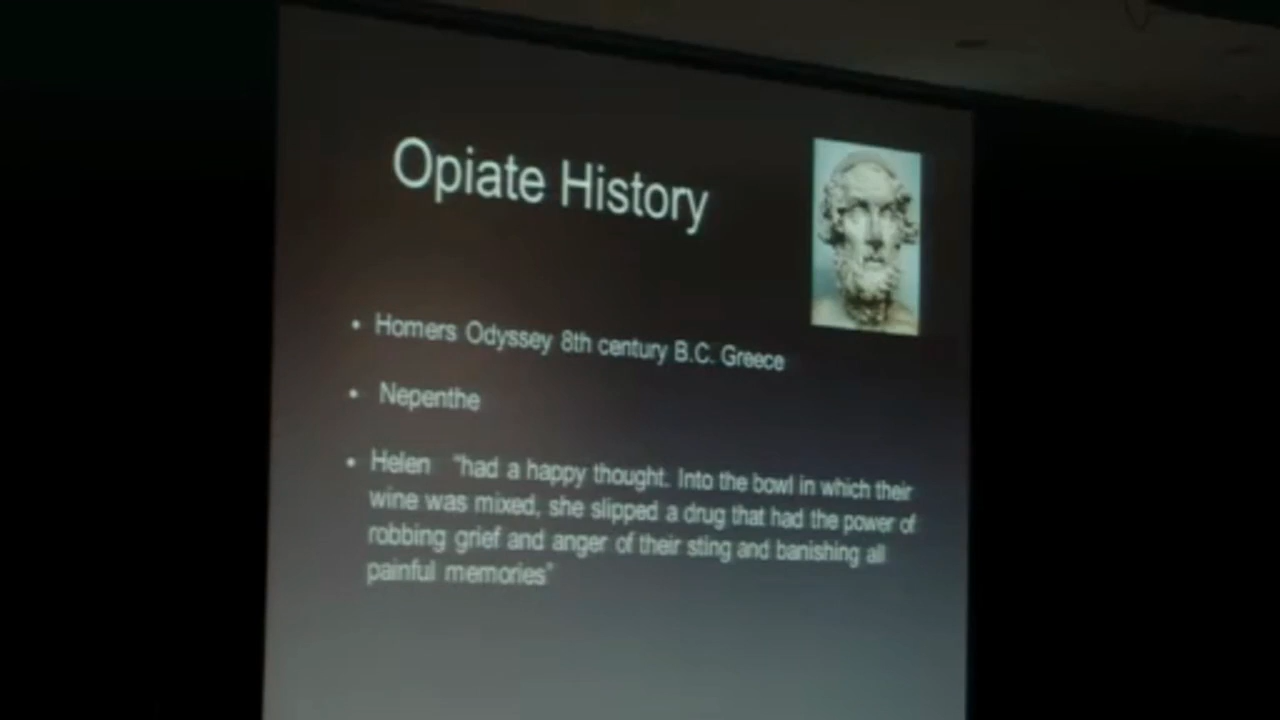 Opiate History
• Homers Odyssey 8th century B.C. Greece
• Nepenthe
• Helen "had a happy thought. Into the bowl in which their
wine was mixed, she slipped a drug that had the power of
robbing grief and anger of their sting and banishing all
painful memories"